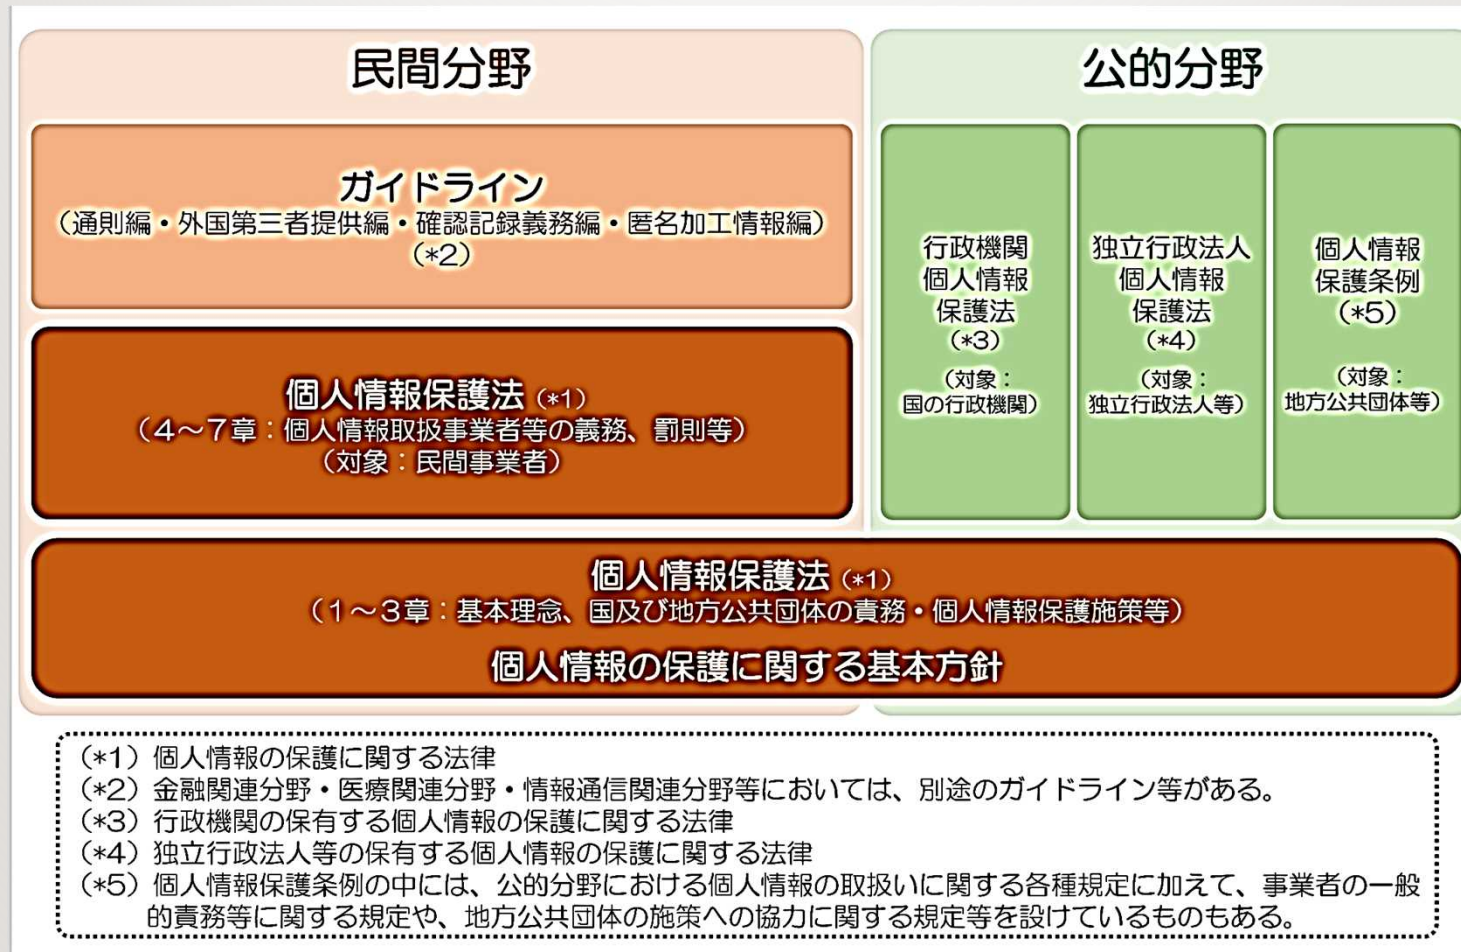 民間分野
ガイドライン
（通則編・外国第三者提供編・確認記録義務編・匿名加工情報編）
（*2）
個人情報保護法（*1）
（4～7章：個人情報取扱事業者等の義務、罰則等）
（対象：民間事業者）
公的分野
行政機関
個人情報
保護法
（*3）
（対象：
国の行政機関）
独立行政法人
個人情報
保護法
（*4）
（対象：
独立行政法人等）
個人情報
保護条例
（*5）
（対象：
地方公共団体等）
個人情報保護法（*1）
（1～3章：基本理念、国及び地方公共団体の責務・個人情報保護施策等）
個人情報の保護に関する基本方針
（*1）個人情報の保護に関する法律
（*2）金融関連分野・医療関連分野・情報通信関連分野等においては、別途のガイドライン等がある。
（*3）行政機関の保有する個人情報の保護に関する法律
（*4）独立行政法人等の保有する個人情報の保護に関する法律
（*5）個人情報保護条例の中には、公的分野における個人情報の取扱いに関する各種規定に加えて、事業者の一般
的責務等に関する規定や、地方公共団体の施策への協力に関する規定等を設けているものもある。